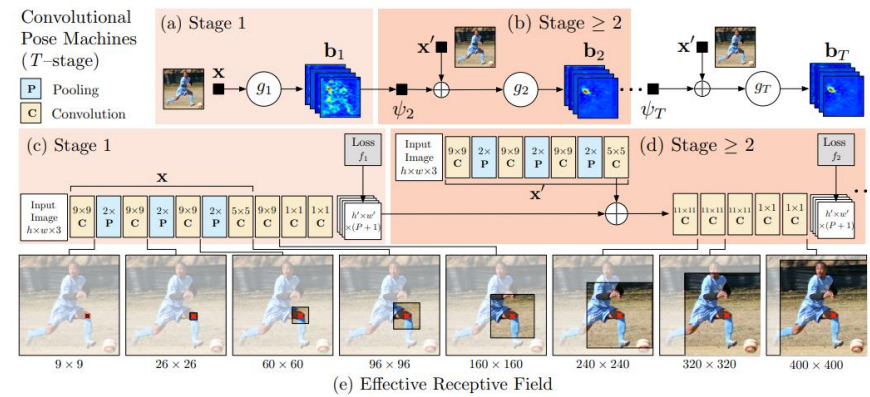 Convolutional
Pose Machines
(T–stage)
P Pooling
C Convolution
(a) Stage 1
x
g1
b1
(b) Stage ≥ 2
x′
ψ2
g2
b2
ψT
x′
gT
bT
(c) Stage 1
x
Input
Image
h×w×3
9×9 C
2× P
9×9 C
2× P
9×9 C
2× P
5×5 C
9×9 C
1×1 C
1×1 C
Loss
f1
h′×w′
×(P + 1)
(d) Stage ≥ 2
Input
Image
h×w×3
9×9 C
2× P
9×9 C
2× P
9×9 C
2× P
5×5 C
x′
11×11 C
11×11 C
11×11 C
1×1 C
1×1 C
Loss
f2
h′×w′
×(P + 1)
9 × 9
26 × 26
60 × 60
96 × 96
160 × 160
240 × 240
320 × 320
400 × 400
(e) Effective Receptive Field